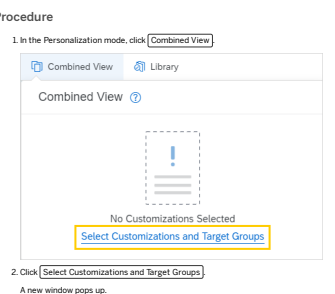 Procedure
1. In the Personalization mode, click Combined View.
Combined View Library
Combined View ?
!
No Customizations Selected
Select Customizations and Target Groups
2. Click Select Customizations and Target Groups.
A new window pops up.